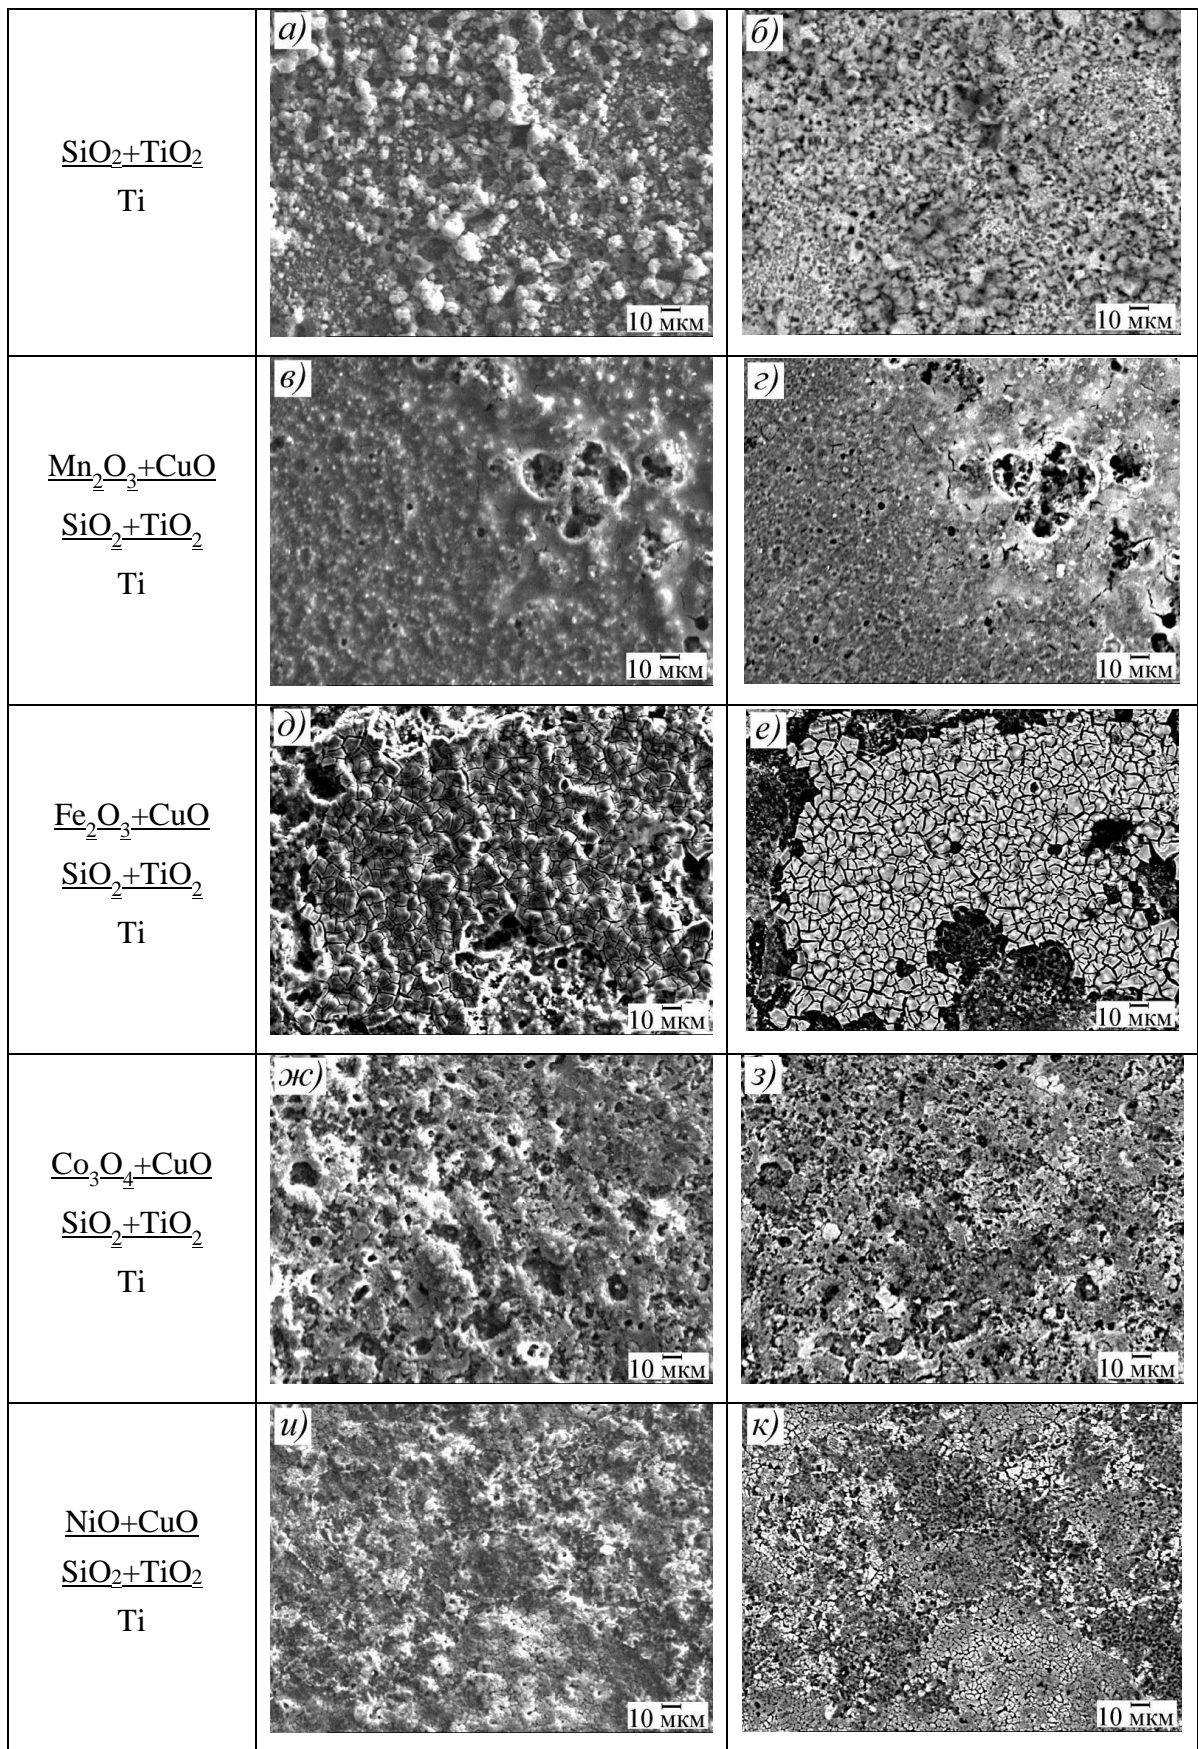 а)
б)
SiO2+TiO2
Ti
10 мкм
10 мкм
в)
г)
Mn2O3+CuO
SiO2+TiO2
Ti
10 мкм
10 мкм
д)
е)
Fe2O3+CuO
SiO2+TiO2
Ti
10 мкм
10 мкм
ж)
з)
Co3O4+CuO
SiO2+TiO2
Ti
10 мкм
10 мкм
и)
к)
NiO+CuO
SiO2+TiO2
Ti
10 мкм
10 мкм